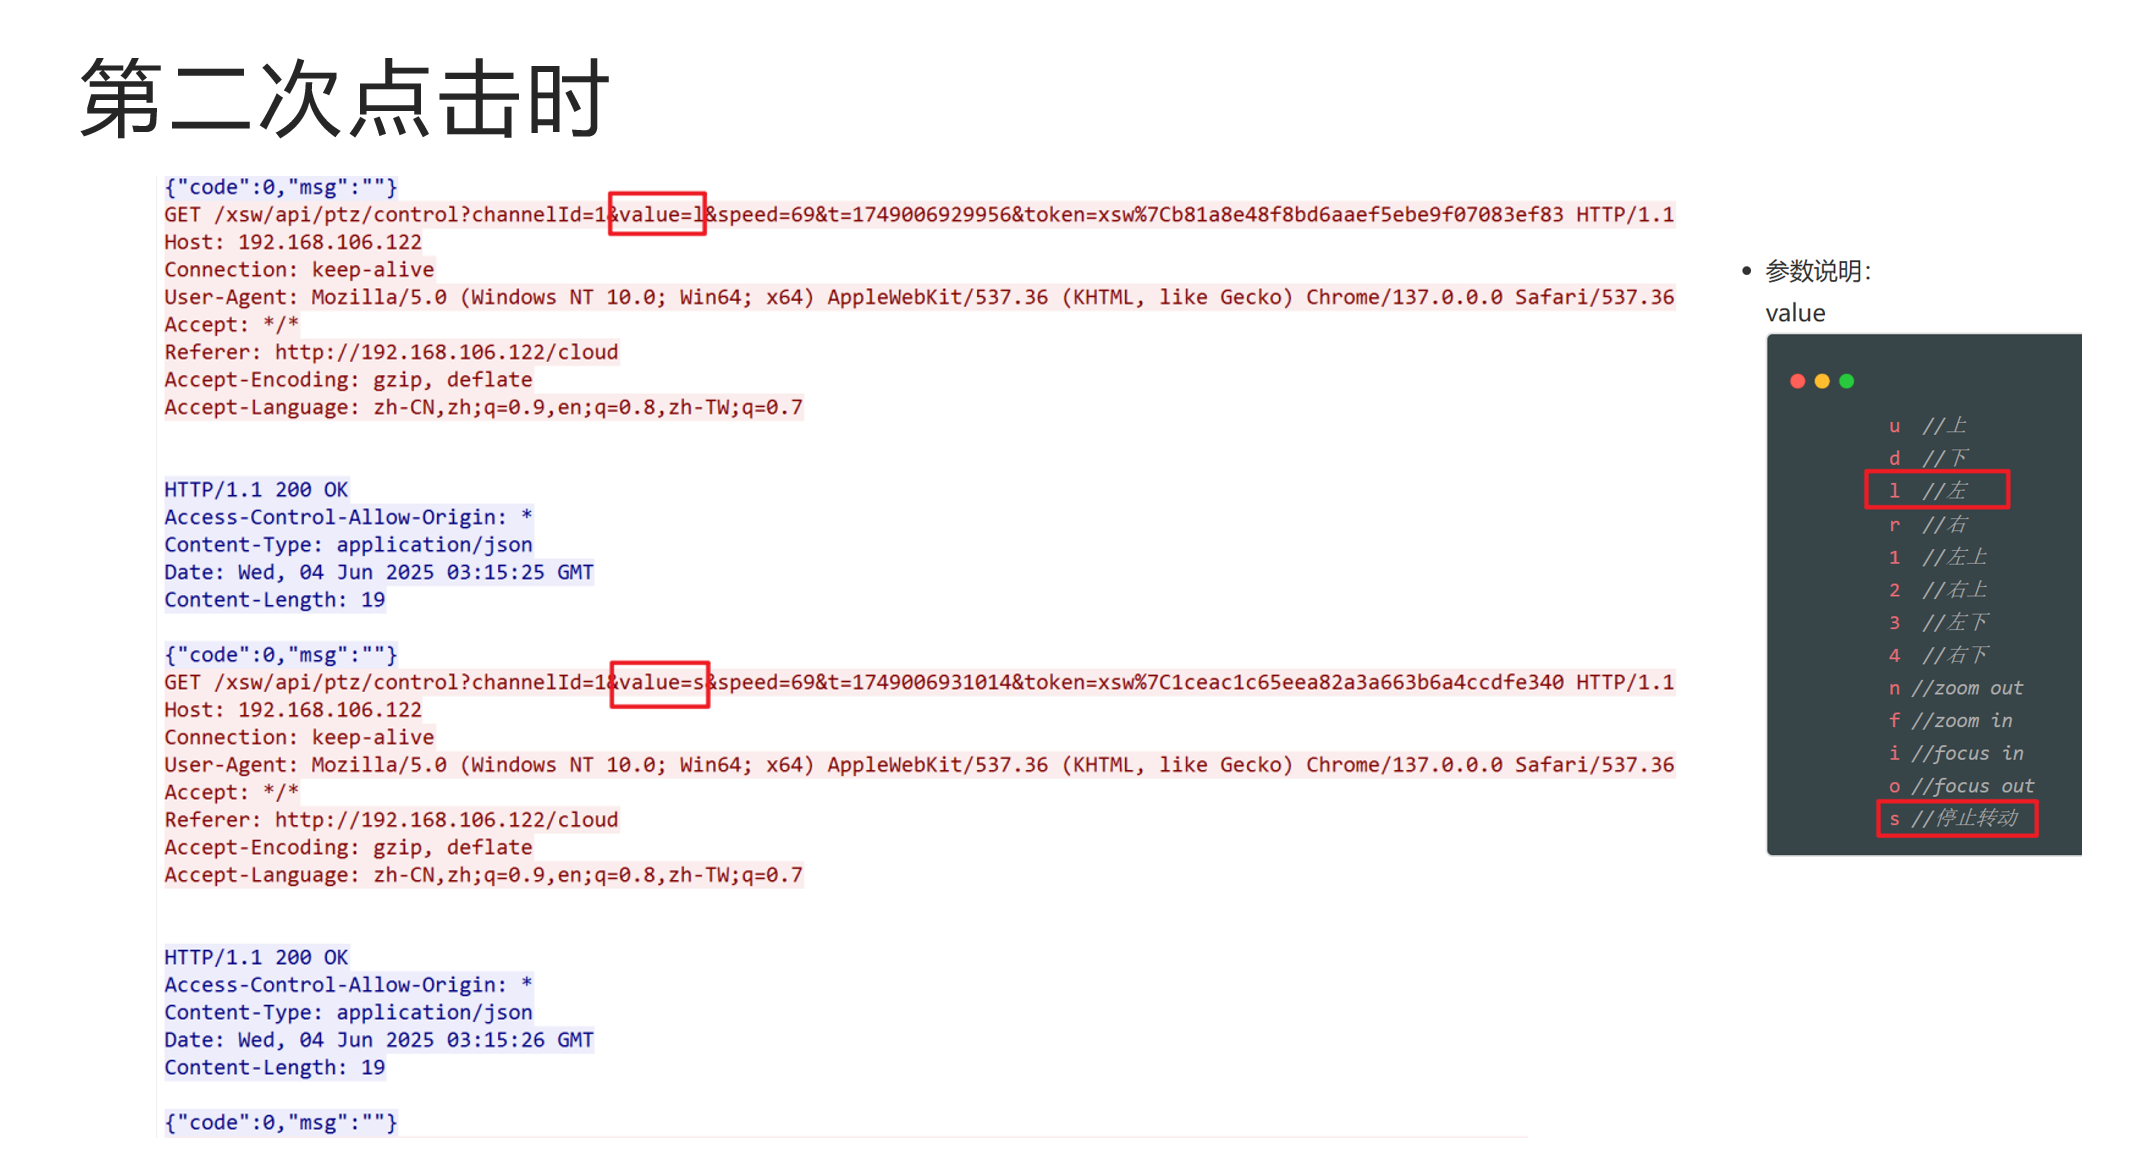 第二次点击时
{"code":0,"msg":""}
GET /xsw/api/ptz/control?channelId=1&value=l&speed=69&t=1749006929956&token=xsw%7Cb81a8e48f8bd6aaef5ebe9f07083ef83 HTTP/1.1
Host: 192.168.106.122
Connection: keep-alive
User-Agent: Mozilla/5.0 (Windows NT 10.0; Win64; x64) AppleWebKit/537.36 (KHTML, like Gecko) Chrome/137.0.0.0 Safari/537.36
Accept: */*
Referer: http://192.168.106.122/cloud
Accept-Encoding: gzip, deflate
Accept-Language: zh-CN,zh;q=0.9,en;q=0.8,zh-TW;q=0.7
HTTP/1.1 200 OK
Access-Control-Allow-Origin: *
Content-Type: application/json
Date: Wed, 04 Jun 2025 03:15:25 GMT
Content-Length: 19
{"code":0,"msg":""}
GET /xsw/api/ptz/control?channelId=1&value=s&speed=69&t=1749006931014&token=xsw%7C1ceac1c65eea82a3a663b6a4ccdfe340 HTTP/1.1
Host: 192.168.106.122
Connection: keep-alive
User-Agent: Mozilla/5.0 (Windows NT 10.0; Win64; x64) AppleWebKit/537.36 (KHTML, like Gecko) Chrome/137.0.0.0 Safari/537.36
Accept: */*
Referer: http://192.168.106.122/cloud
Accept-Encoding: gzip, deflate
Accept-Language: zh-CN,zh;q=0.9,en;q=0.8,zh-TW;q=0.7
HTTP/1.1 200 OK
Access-Control-Allow-Origin: *
Content-Type: application/json
Date: Wed, 04 Jun 2025 03:15:26 GMT
Content-Length: 19
{"code":0,"msg":""}
• 参数说明：
value
u //上
d //下
l //左
r //右
1 //左上
2 //右上
3 //左下
4 //右下
n //zoom out
f //zoom in
i //focus in
o //focus out
s //停止转动